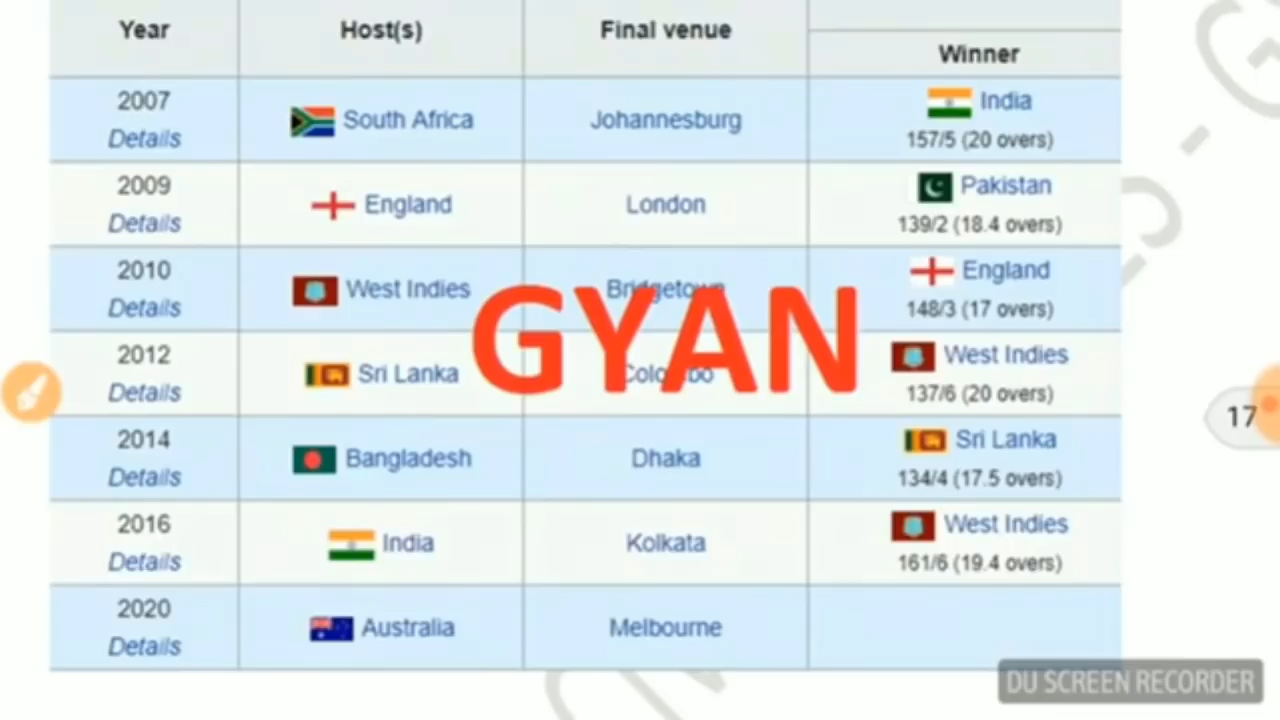 Year Host(s) Final venue
Winner
2007 South Africa Johannesburg India
Details 157/5 (20 overs)
2009 England London Pakistan
Details 139/2 (18.4 overs)
2010 West Indies Bridgetown England
Details 148/3 (17 overs)
GYAN
2012 Sri Lanka Colombo West Indies
Details 137/6 (20 overs)
17
2014 Bangladesh Dhaka Sri Lanka
Details 134/4 (17.5 overs)
2016 India Kolkata West Indies
Details 161/6 (19.4 overs)
2020 Australia Melbourne
Details
DU SCREEN RECORDER